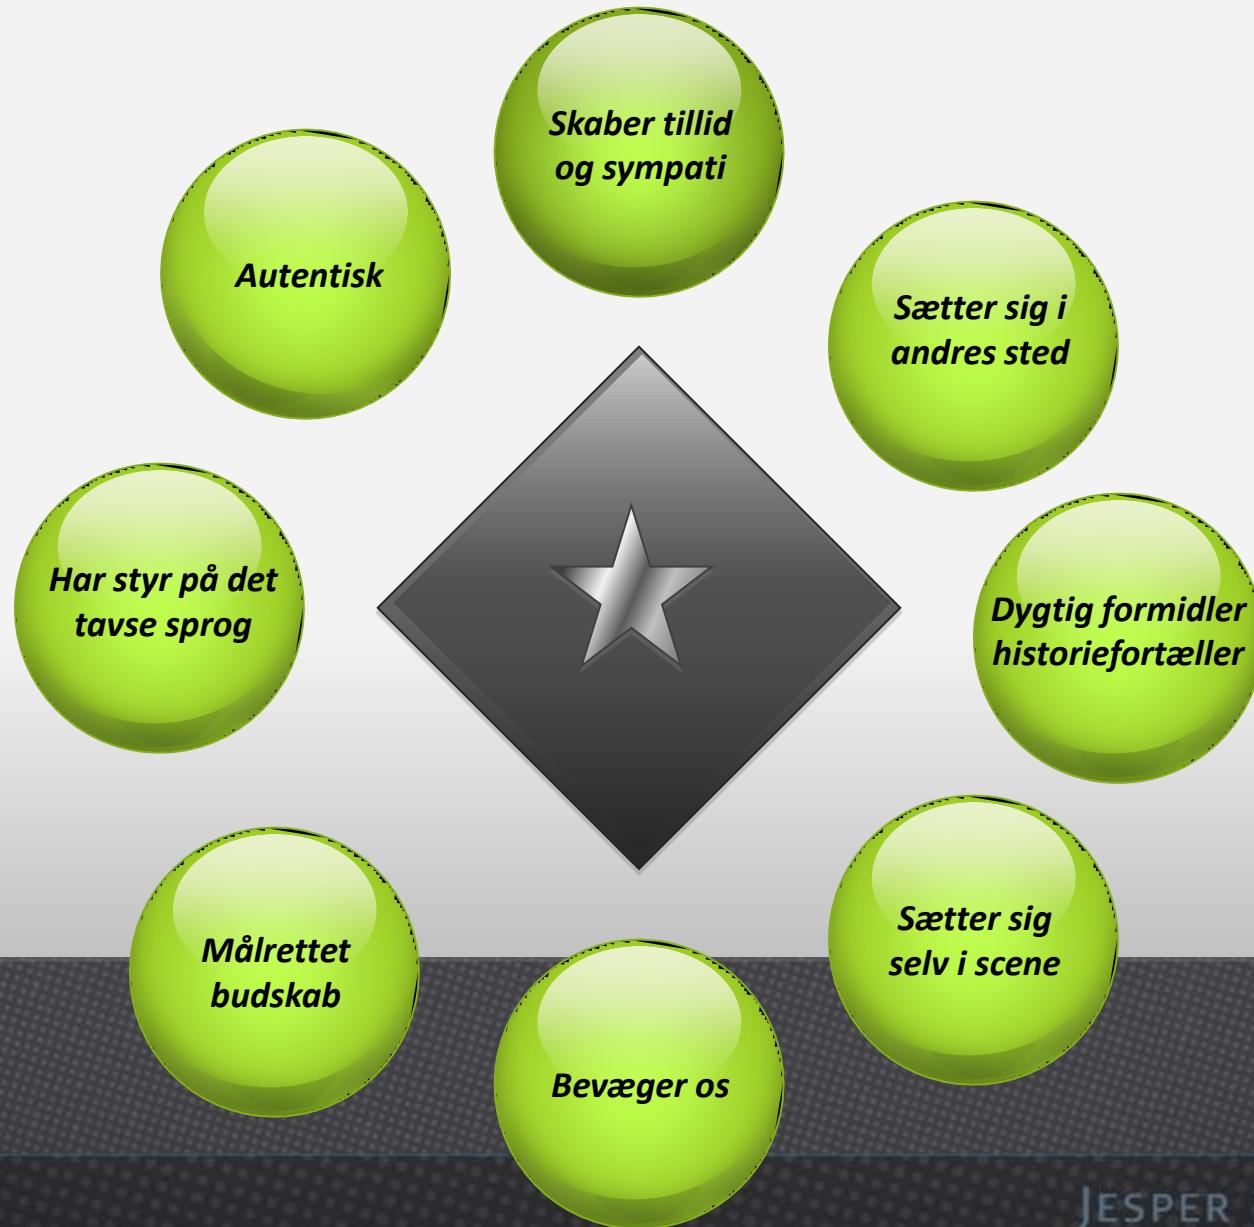 Skaber tillid
og sympati
Autentisk
Sætter sig i
andres sted
Har styr på det
tavse sprog
Dygtig formidler
historiefortæller
Målrettet
budskab
Sætter sig
selv i scene
Bevæger os
JESPER